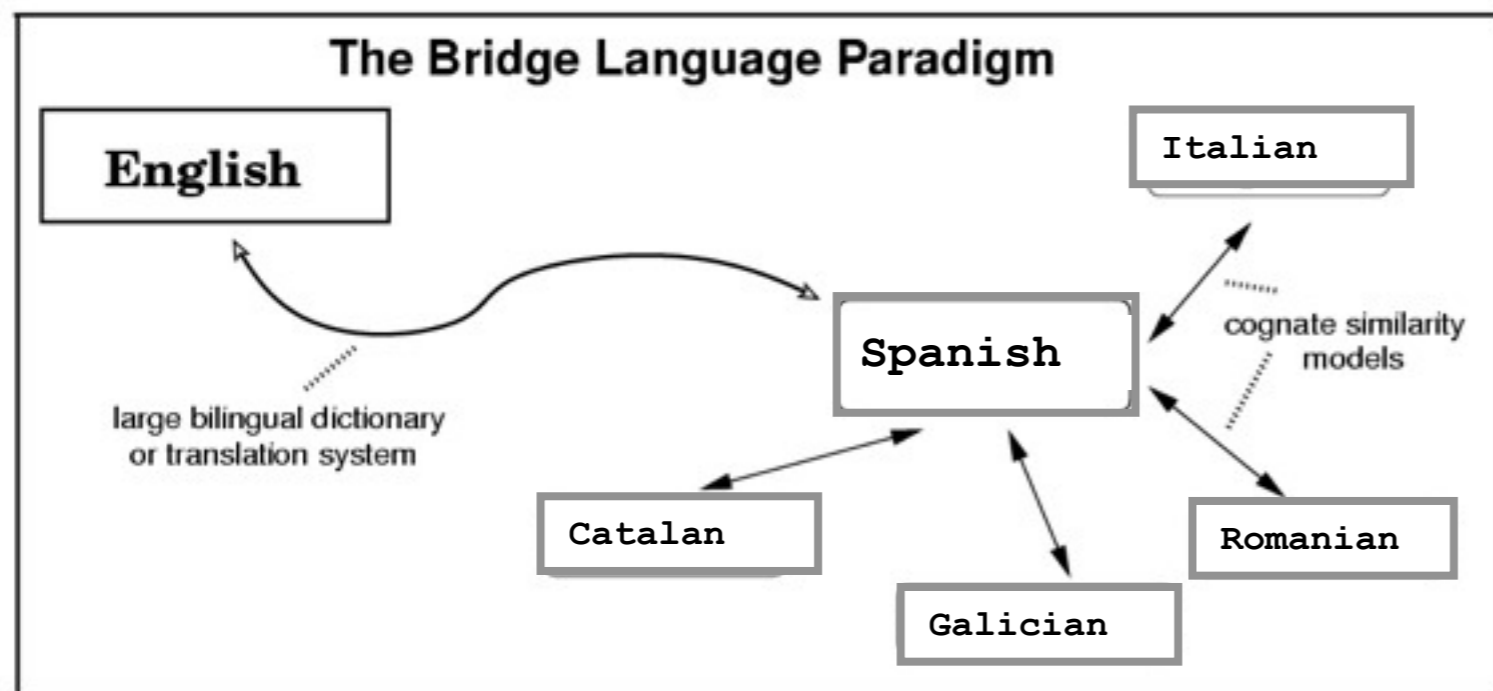 The Bridge Language Paradigm
English
Italian
Spanish
cognate similarity
models
large bilingual dictionary
or translation system
Catalan
Romanian
Galician